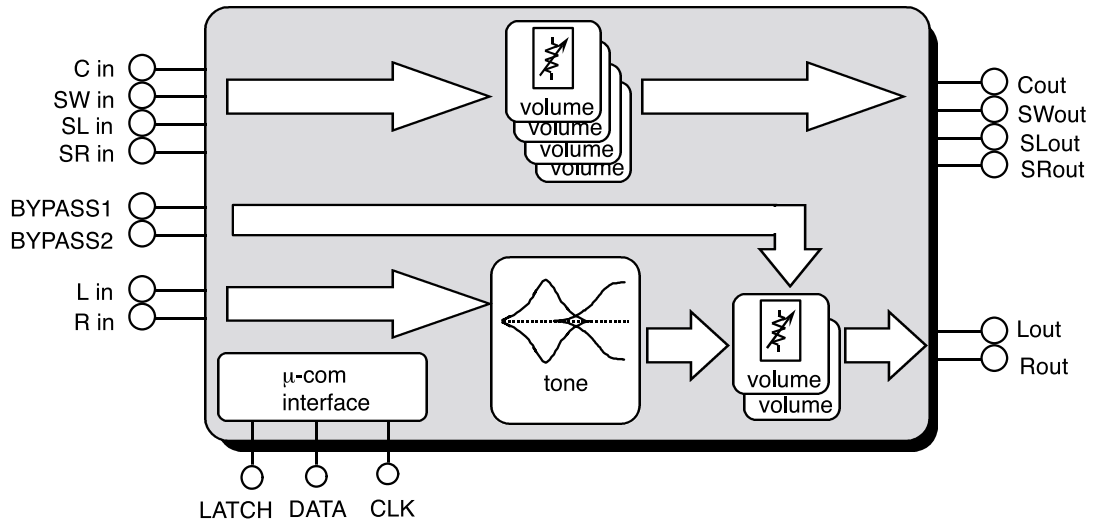 C in
SW in
SL in
SR in
BYPASS1
BYPASS2
L in
R in
volume
volume
volume
volume
Cout
SWout
SLout
SRout
tone
volume
volume
Lout
Rout
μ-com
interface
LATCH DATA CLK